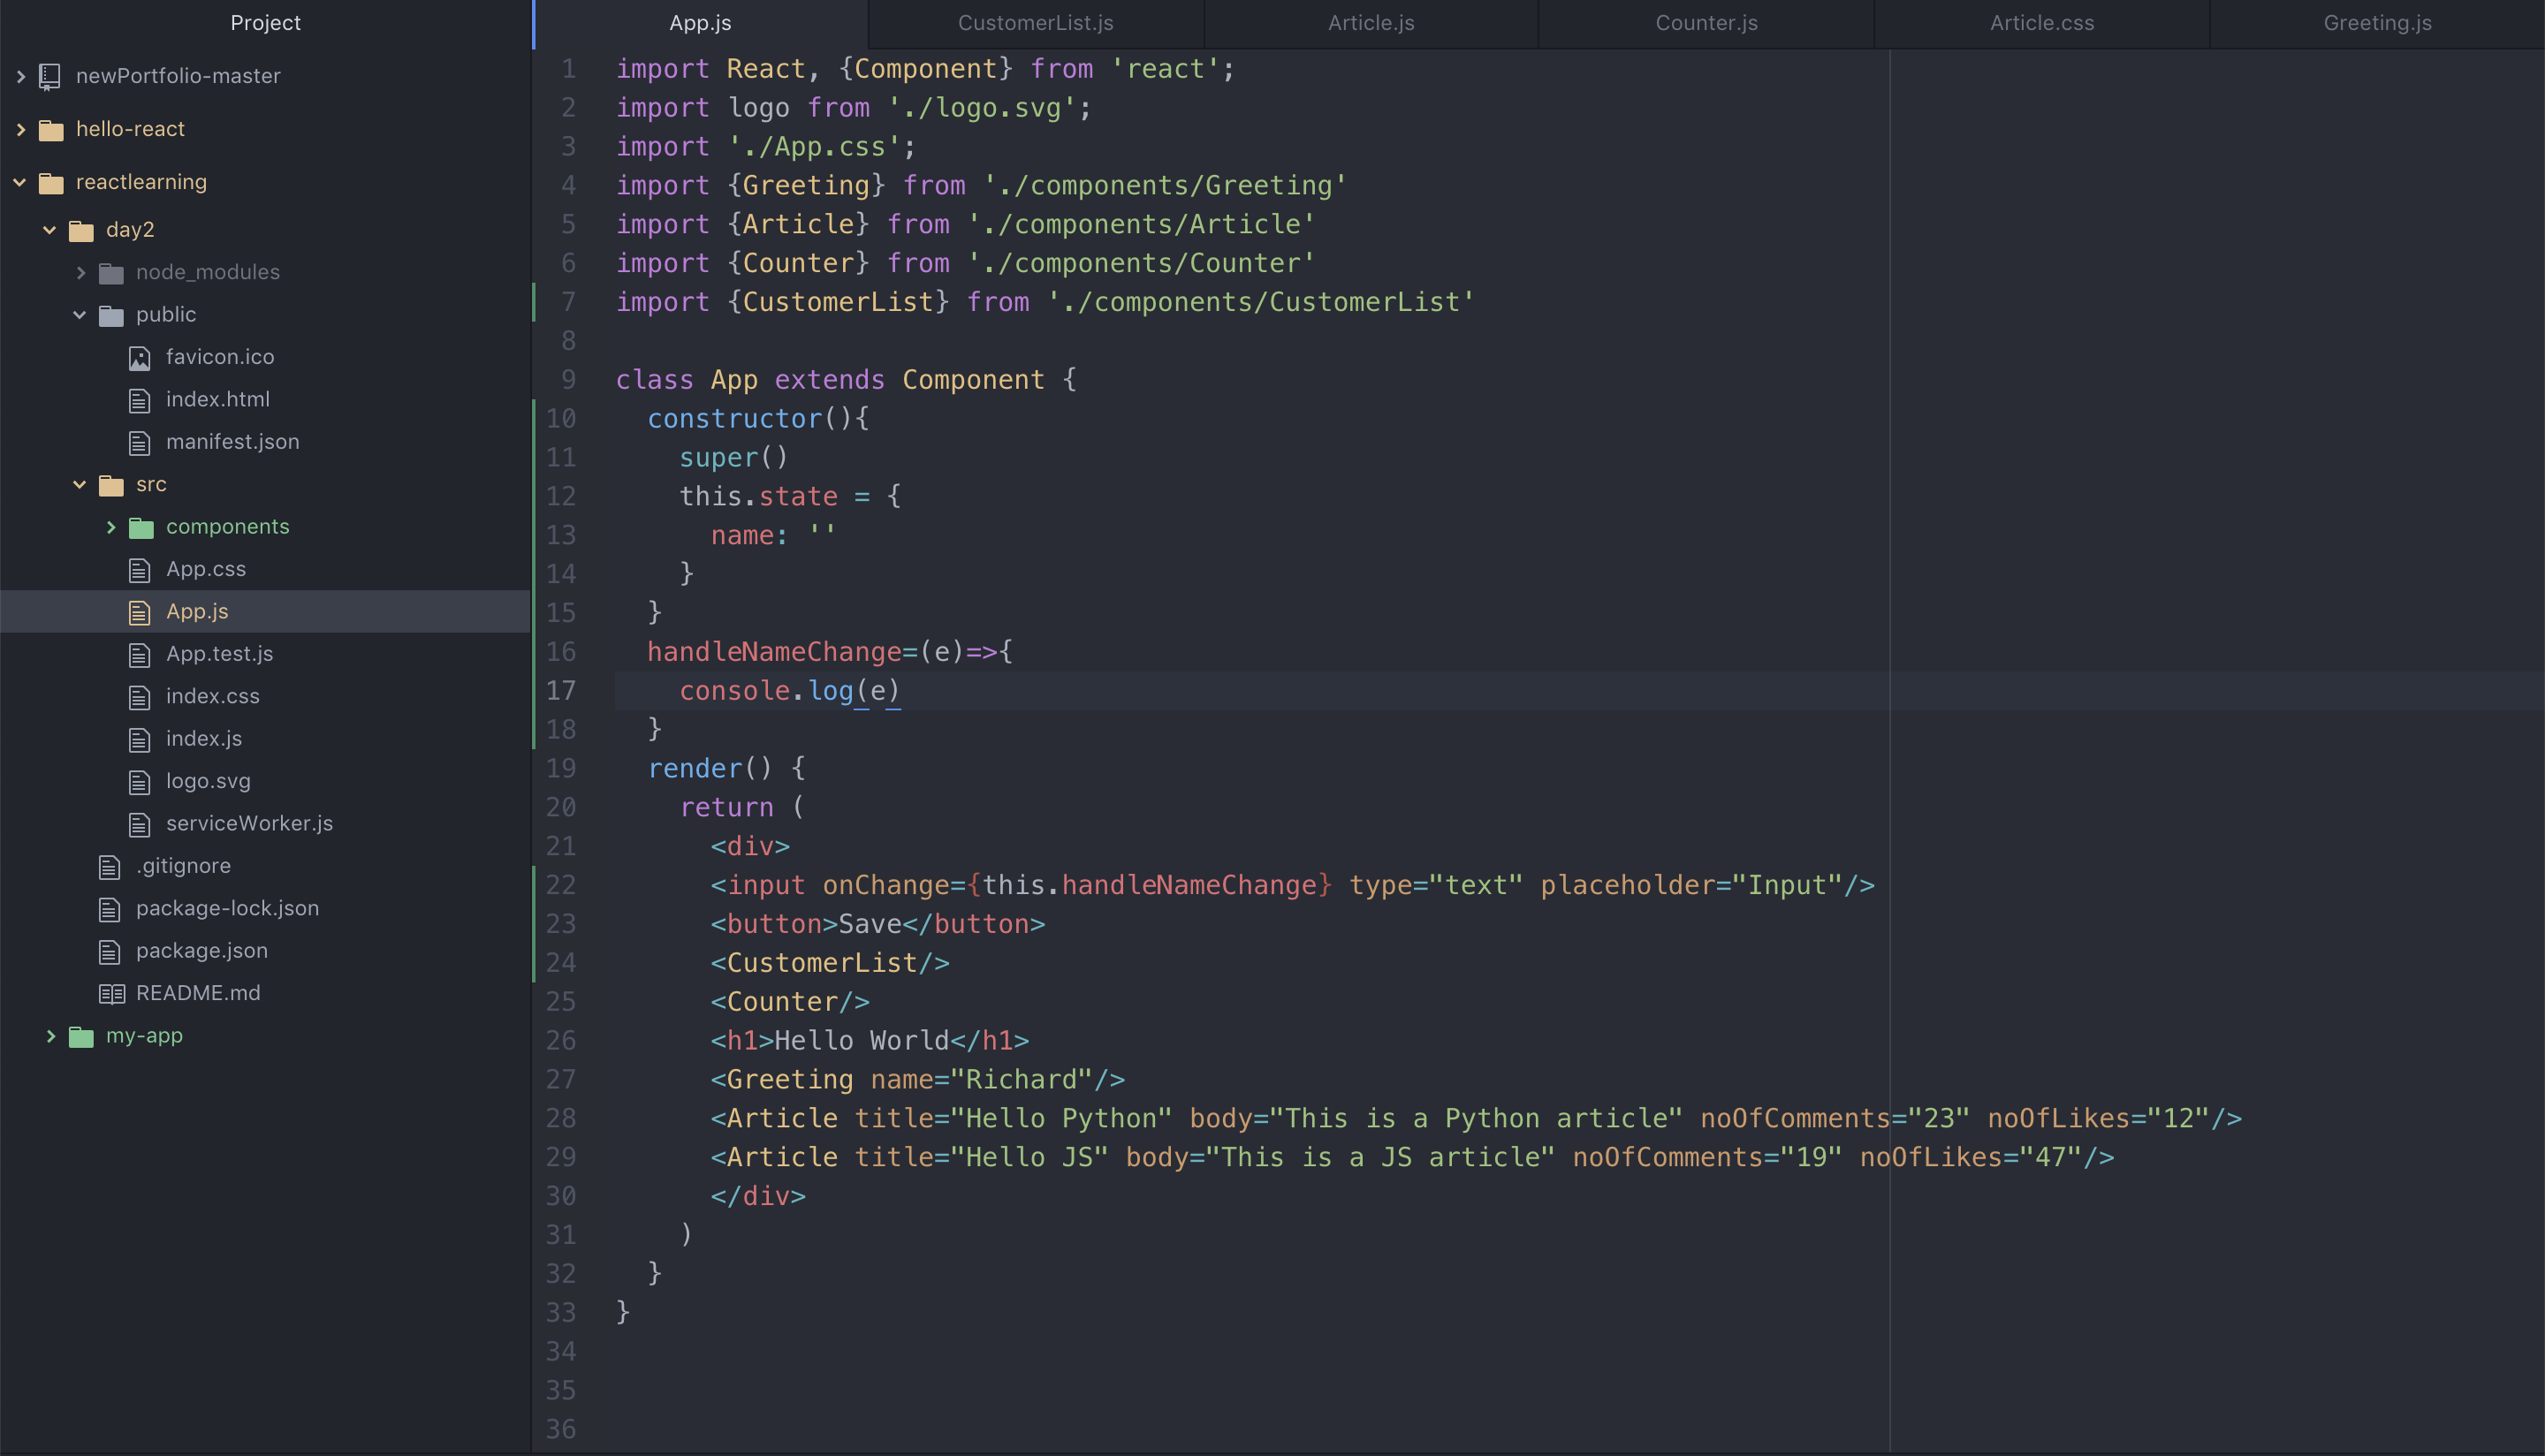 Project
newPortfolio-master
hello-react
reactlearning
day2
node_modules
public
favicon.ico
index.html
manifest.json
src
components
App.css
App.js
App.test.js
index.css
index.js
logo.svg
serviceWorker.js
.gitignore
package-lock.json
package.json
README.md
my-app
App.js CustomerList.js Article.js Counter.js Article.css Greeting.js
1 import React, {Component} from 'react';
2 import logo from './logo.svg';
3 import './App.css';
4 import {Greeting} from './components/Greeting'
5 import {Article} from './components/Article'
6 import {Counter} from './components/Counter'
7 import {CustomerList} from './components/CustomerList'
8
9 class App extends Component {
10   constructor(){
11     super()
12     this.state = {
13       name: ''
14     }
15   }
16   handleNameChange=(e)=>{
17     console.log(e)
18   }
19   render() {
20     return (
21       <div>
22       <input onChange={this.handleNameChange} type="text" placeholder="Input"/>
23       <button>Save</button>
24       <CustomerList/>
25       <Counter/>
26       <h1>Hello World</h1>
27       <Greeting name="Richard"/>
28       <Article title="Hello Python" body="This is a Python article" noOfComments="23" noOfLikes="12"/>
29       <Article title="Hello JS" body="This is a JS article" noOfComments="19" noOfLikes="47"/>
30       </div>
31     )
32   }
33 }
34
35
36